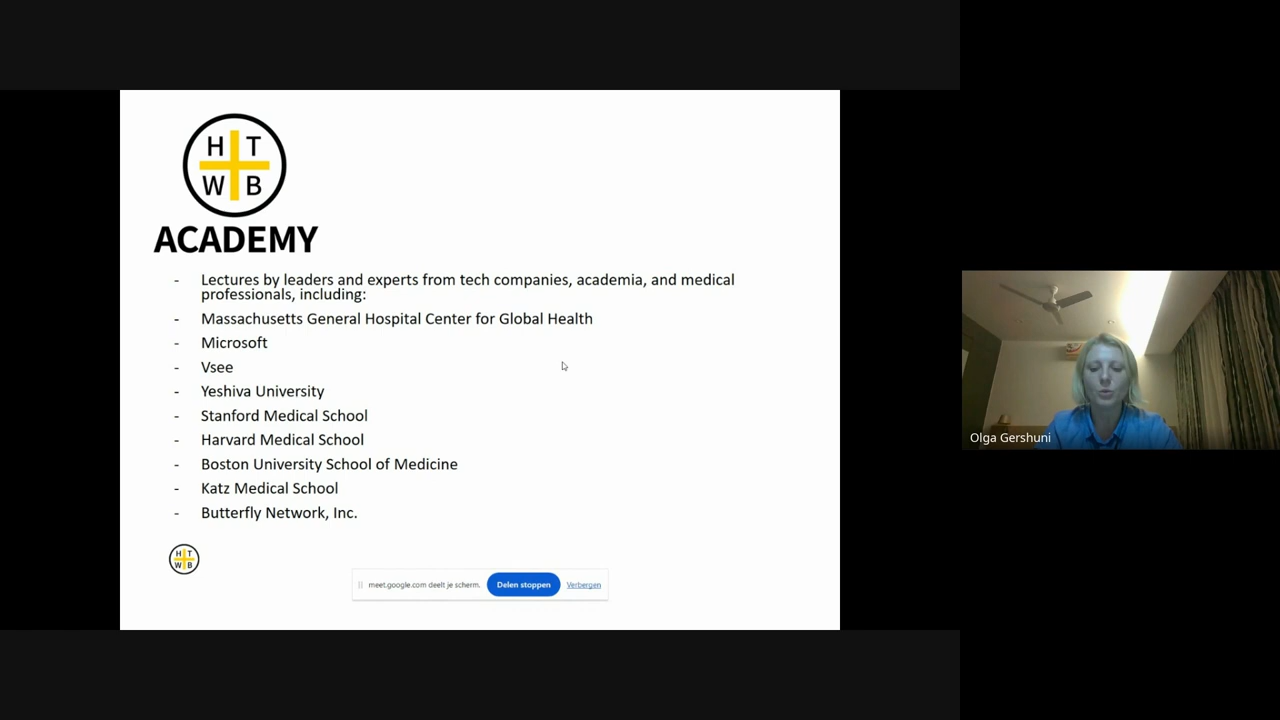 H T
W B
ACADEMY
- Lectures by leaders and experts from tech companies, academia, and medical
professionals, including:
- Massachusetts General Hospital Center for Global Health
- Microsoft
- Vsee
- Yeshiva University
- Stanford Medical School
- Harvard Medical School
- Boston University School of Medicine
- Katz Medical School
- Butterfly Network, Inc.
H T
W B
meet.google.com deelt je scherm. Delen stoppen Verbergen
Olga Gershuni